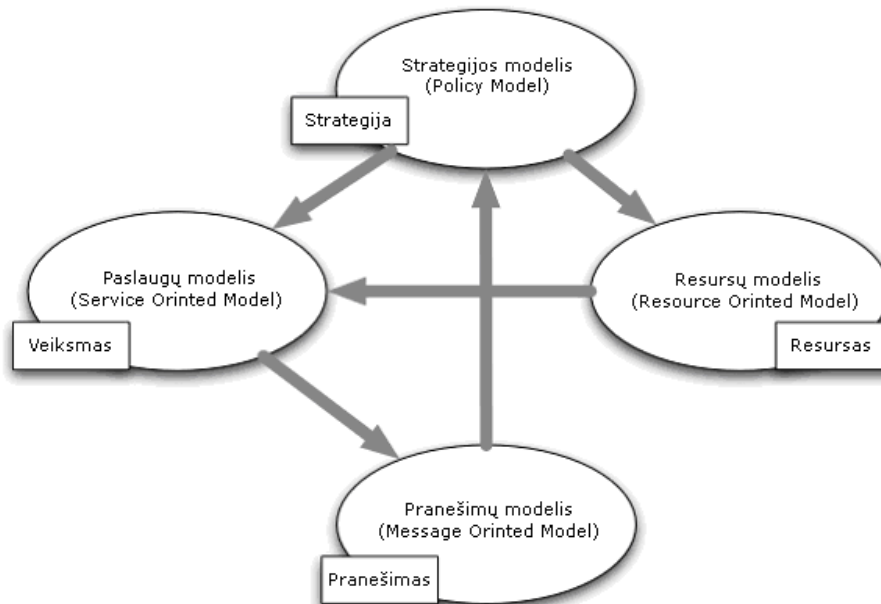 Strategijos modelis
(Policy Model)
Strategija
Paslaugų modelis
(Service Orinted Model)
Veiksmas
Resursų modelis
(Resource Orinted Model)
Resursas
Pranešimų modelis
(Message Orinted Model)
Pranešimas